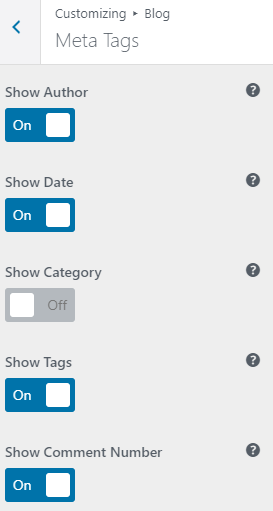 Customizing ▸ Blog
Meta Tags
Show Author
?
On
Show Date
?
On
Show Category
?
Off
Show Tags
?
On
Show Comment Number
?
On